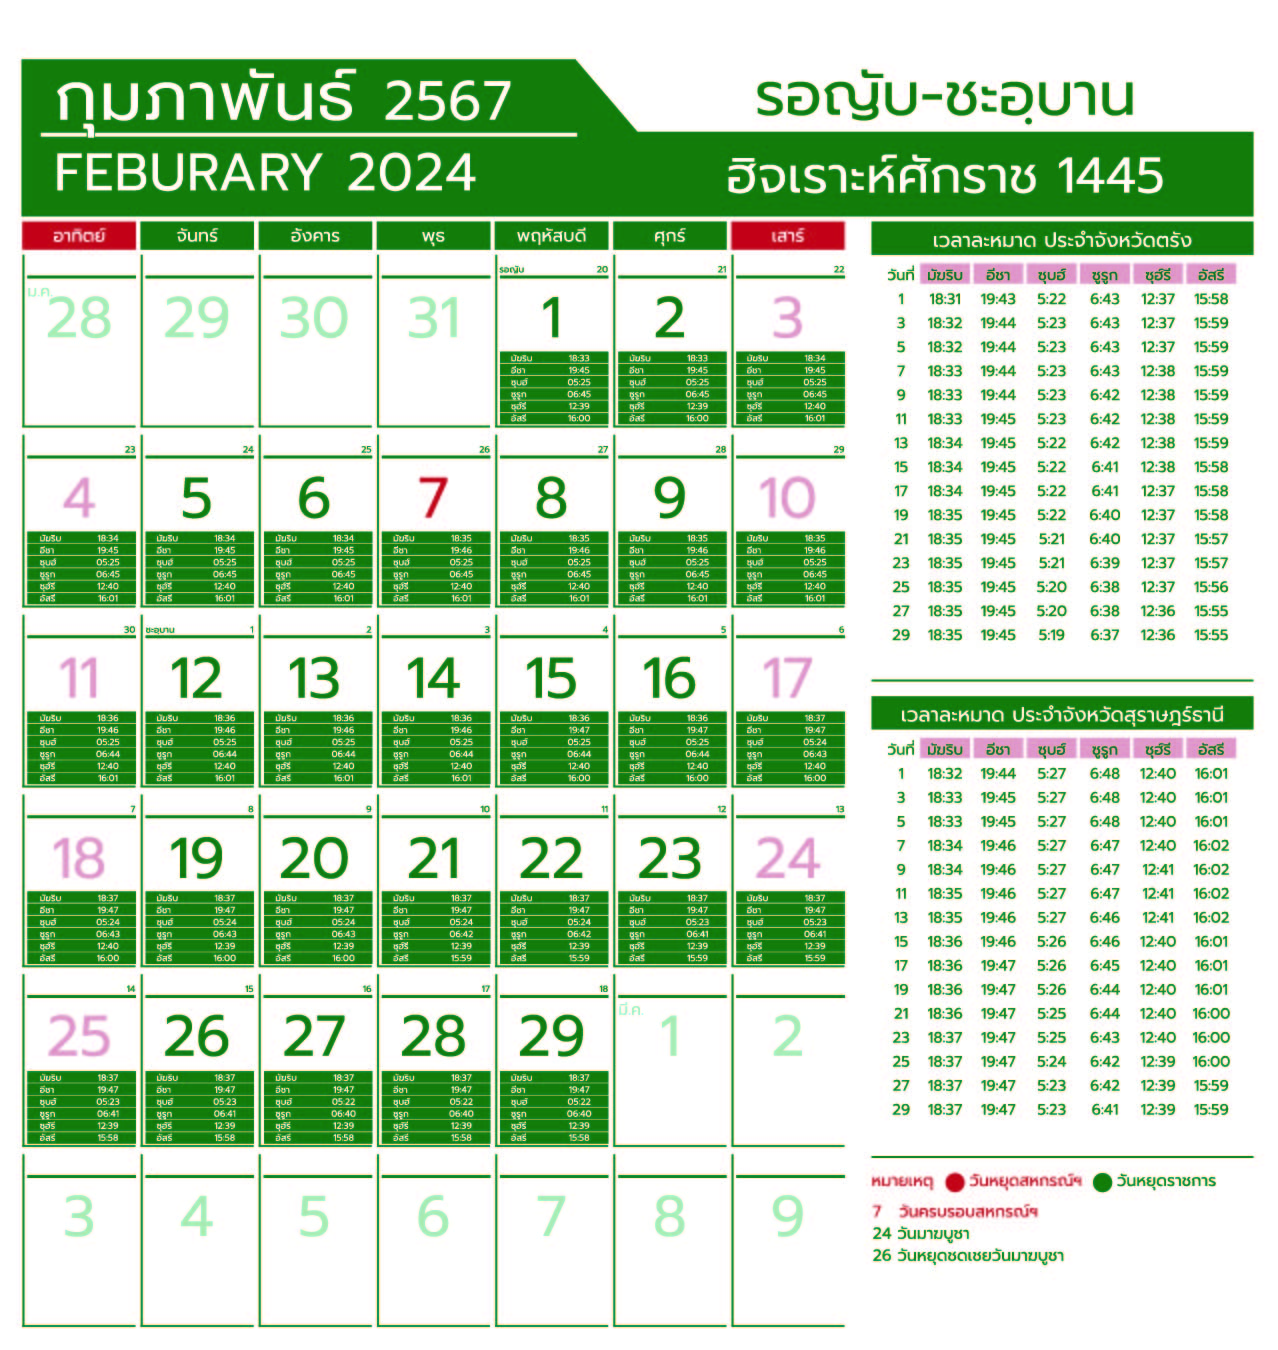 กุมภาพันธ์ 2567
รอญับ-ชะอฺบาน
FEBURARY 2024
ฮิจเราะห์ศักราช 1445
อาทิตย์ จันทร์ อังคาร พุธ พฤหัสบดี ศุกร์ เสาร์
รอญับ 20 21 22
ม.ค. 28 29 30 31 1 2 3
มัฆริบ 18:33 มัฆริบ 18:33 มัฆริบ 18:34
อีชา 19:45 อีชา 19:45 อีชา 19:45
ซุบฮ์ 05:25 ซุบฮ์ 05:25 ซุบฮ์ 05:25
ชูรูก 06:45 ชูรูก 06:45 ชูรูก 06:45
ซุฮ์รี 12:39 ซุฮ์รี 12:39 ซุฮ์รี 12:40
อัสรี 16:00 อัสรี 16:00 อัสรี 16:01
23 24 25 26 27 28 29
4 5 6 7 8 9 10
มัฆริบ 18:34 มัฆริบ 18:34 มัฆริบ 18:34 มัฆริบ 18:35 มัฆริบ 18:35 มัฆริบ 18:35 มัฆริบ 18:35
อีชา 19:45 อีชา 19:45 อีชา 19:45 อีชา 19:46 อีชา 19:46 อีชา 19:46 อีชา 19:46
ซุบฮ์ 05:25 ซุบฮ์ 05:25 ซุบฮ์ 05:25 ซุบฮ์ 05:25 ซุบฮ์ 05:25 ซุบฮ์ 05:25 ซุบฮ์ 05:25
ชูรูก 06:45 ชูรูก 06:45 ชูรูก 06:45 ชูรูก 06:45 ชูรูก 06:45 ชูรูก 06:45 ชูรูก 06:45
ซุฮ์รี 12:40 ซุฮ์รี 12:40 ซุฮ์รี 12:40 ซุฮ์รี 12:40 ซุฮ์รี 12:40 ซุฮ์รี 12:40 ซุฮ์รี 12:40
อัสรี 16:01 อัสรี 16:01 อัสรี 16:01 อัสรี 16:01 อัสรี 16:01 อัสรี 16:01 อัสรี 16:01
30 ชะอฺบาน 1 2 3 4 5 6
11 12 13 14 15 16 17
มัฆริบ 18:36 มัฆริบ 18:36 มัฆริบ 18:36 มัฆริบ 18:36 มัฆริบ 18:36 มัฆริบ 18:36 มัฆริบ 18:37
อีชา 19:46 อีชา 19:46 อีชา 19:46 อีชา 19:46 อีชา 19:47 อีชา 19:47 อีชา 19:47
ซุบฮ์ 05:25 ซุบฮ์ 05:25 ซุบฮ์ 05:25 ซุบฮ์ 05:25 ซุบฮ์ 05:25 ซุบฮ์ 05:25 ซุบฮ์ 05:24
ชูรูก 06:44 ชูรูก 06:44 ชูรูก 06:44 ชูรูก 06:44 ชูรูก 06:44 ชูรูก 06:44 ชูรูก 06:43
ซุฮ์รี 12:40 ซุฮ์รี 12:40 ซุฮ์รี 12:40 ซุฮ์รี 12:40 ซุฮ์รี 12:40 ซุฮ์รี 12:40 ซุฮ์รี 12:40
อัสรี 16:01 อัสรี 16:01 อัสรี 16:01 อัสรี 16:01 อัสรี 16:00 อัสรี 16:00 อัสรี 16:00
7 8 9 10 11 12 13
18 19 20 21 22 23 24
มัฆริบ 18:37 มัฆริบ 18:37 มัฆริบ 18:37 มัฆริบ 18:37 มัฆริบ 18:37 มัฆริบ 18:37 มัฆริบ 18:37
อีชา 19:47 อีชา 19:47 อีชา 19:47 อีชา 19:47 อีชา 19:47 อีชา 19:47 อีชา 19:47
ซุบฮ์ 05:24 ซุบฮ์ 05:24 ซุบฮ์ 05:24 ซุบฮ์ 05:24 ซุบฮ์ 05:24 ซุบฮ์ 05:23 ซุบฮ์ 05:23
ชูรูก 06:43 ชูรูก 06:43 ชูรูก 06:43 ชูรูก 06:42 ชูรูก 06:42 ชูรูก 06:41 ชูรูก 06:41
ซุฮ์รี 12:40 ซุฮ์รี 12:39 ซุฮ์รี 12:39 ซุฮ์รี 12:39 ซุฮ์รี 12:39 ซุฮ์รี 12:39 ซุฮ์รี 12:39
อัสรี 16:00 อัสรี 16:00 อัสรี 16:00 อัสรี 15:59 อัสรี 15:59 อัสรี 15:59 อัสรี 15:59
14 15 16 17 18
25 26 27 28 29 มี.ค. 1 2
มัฆริบ 18:37 มัฆริบ 18:37 มัฆริบ 18:37 มัฆริบ 18:37 มัฆริบ 18:37
อีชา 19:47 อีชา 19:47 อีชา 19:47 อีชา 19:47 อีชา 19:47
ซุบฮ์ 05:23 ซุบฮ์ 05:23 ซุบฮ์ 05:22 ซุบฮ์ 05:22 ซุบฮ์ 05:22
ชูรูก 06:41 ชูรูก 06:41 ชูรูก 06:40 ชูรูก 06:40 ชูรูก 06:40
ซุฮ์รี 12:39 ซุฮ์รี 12:39 ซุฮ์รี 12:39 ซุฮ์รี 12:39 ซุฮ์รี 12:39
อัสรี 15:58 อัสรี 15:58 อัสรี 15:58 อัสรี 15:58 อัสรี 15:58
3 4 5 6 7 8 9
เวลาละหมาด ประจำจังหวัดตรัง
วันที่ มัฆริบ อีชา ซุบฮ์ ชูรูก ซุฮ์รี อัสรี
1 18:31 19:43 5:22 6:43 12:37 15:58
3 18:32 19:44 5:23 6:43 12:37 15:59
5 18:32 19:44 5:23 6:43 12:37 15:59
7 18:33 19:44 5:23 6:43 12:38 15:59
9 18:33 19:44 5:23 6:42 12:38 15:59
11 18:33 19:45 5:23 6:42 12:38 15:59
13 18:34 19:45 5:22 6:42 12:38 15:59
15 18:34 19:45 5:22 6:41 12:38 15:58
17 18:34 19:45 5:22 6:41 12:37 15:58
19 18:35 19:45 5:22 6:40 12:37 15:58
21 18:35 19:45 5:21 6:40 12:37 15:57
23 18:35 19:45 5:21 6:39 12:37 15:57
25 18:35 19:45 5:20 6:38 12:37 15:56
27 18:35 19:45 5:20 6:38 12:36 15:55
29 18:35 19:45 5:19 6:37 12:36 15:55
เวลาละหมาด ประจำจังหวัดสุราษฎร์ธานี
วันที่ มัฆริบ อีชา ซุบฮ์ ชูรูก ซุฮ์รี อัสรี
1 18:32 19:44 5:27 6:48 12:40 16:01
3 18:33 19:45 5:27 6:48 12:40 16:01
5 18:33 19:45 5:27 6:48 12:40 16:01
7 18:34 19:46 5:27 6:47 12:40 16:02
9 18:34 19:46 5:27 6:47 12:41 16:02
11 18:35 19:46 5:27 6:47 12:41 16:02
13 18:35 19:46 5:27 6:46 12:41 16:02
15 18:36 19:46 5:26 6:46 12:40 16:01
17 18:36 19:47 5:26 6:45 12:40 16:01
19 18:36 19:47 5:26 6:44 12:40 16:01
21 18:36 19:47 5:25 6:44 12:40 16:00
23 18:37 19:47 5:25 6:43 12:40 16:00
25 18:37 19:47 5:24 6:42 12:39 16:00
27 18:37 19:47 5:23 6:42 12:39 15:59
29 18:37 19:47 5:23 6:41 12:39 15:59
หมายเหตุ วันหยุดสหกรณ์ฯ วันหยุดราชการ
7 วันครบรอบสหกรณ์ฯ
24 วันมาฆบูชา
26 วันหยุดชดเชยวันมาฆบูชา